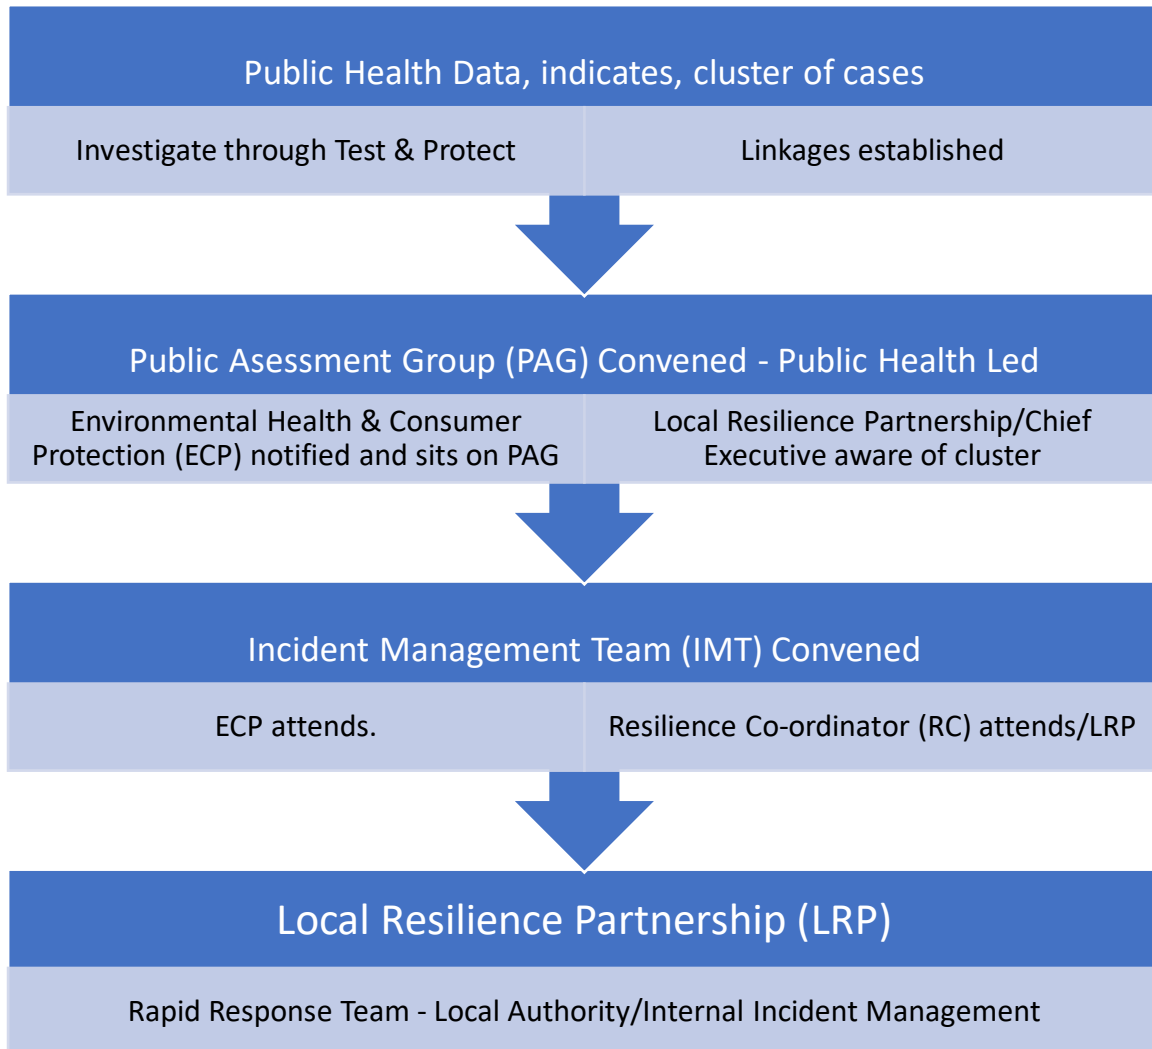 Public Health Data, indicates, cluster of cases
Investigate through Test & Protect
Linkages established
Public Asessment Group (PAG) Convened - Public Health Led
Environmental Health & Consumer
Protection (ECP) notified and sits on PAG
Local Resilience Partnership/Chief
Executive aware of cluster
Incident Management Team (IMT) Convened
ECP attends.
Resilience Co-ordinator (RC) attends/LRP
Local Resilience Partnership (LRP)
Rapid Response Team - Local Authority/Internal Incident Management